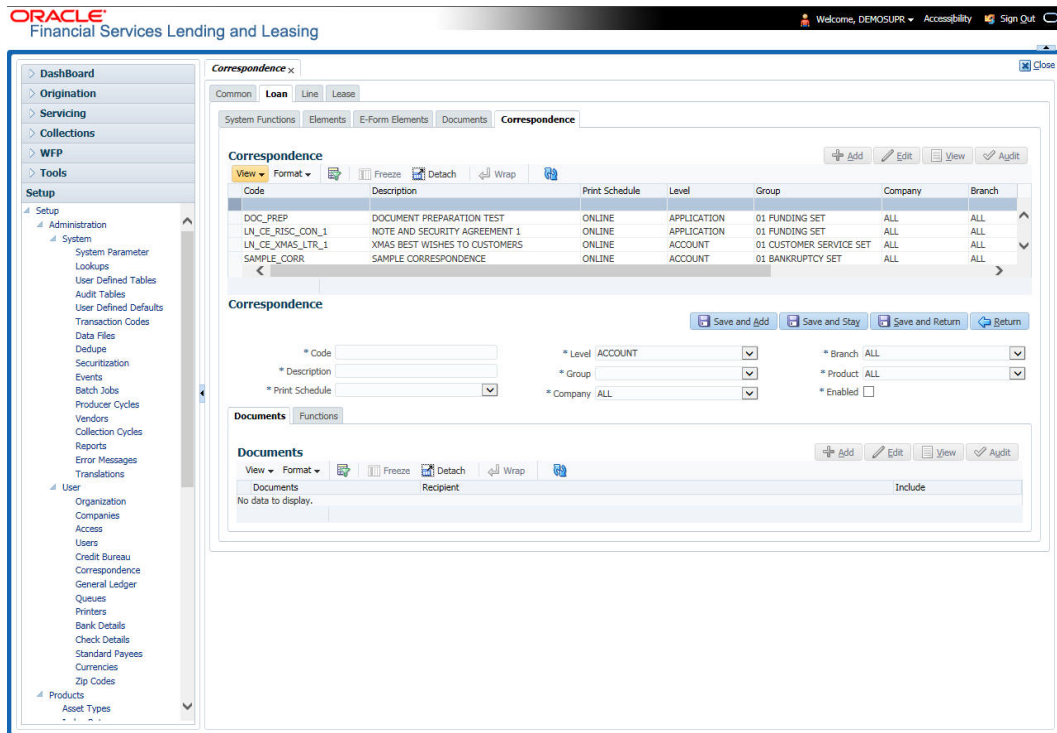 ORACLE
Financial Services Lending and Leasing
Welcome, DEMOSUPR Accessibility Sign Out
Close
DashBoard
Origination
Servicing
Collections
WFP
Tools
Setup
Setup
Administration
System
System Parameter
Lookups
User Defined Tables
Audit Tables
User Defined Defaults
Transaction Codes
Data Files
Dedupe
Securitization
Events
Batch Jobs
Producer Cycles
Vendors
Collection Cycles
Reports
Error Messages
Translations
User
Organization
Companies
Access
Users
Credit Bureau
Correspondence
General Ledger
Queues
Printers
Bank Details
Check Details
Standard Payees
Currencies
Zip Codes
Products
Asset Types
Correspondence x
Common Loan Line Lease
System Functions Elements E-Form Elements Documents Correspondence
Correspondence
Add Edit View Audit
View Format Freeze Detach Wrap
Code Description Print Schedule Level Group Company Branch
DOC_PREP DOCUMENT PREPARATION TEST ONLINE APPLICATION 01 FUNDING SET ALL ALL
LN_CE_RISC_CON_1 NOTE AND SECURITY AGREEMENT 1 ONLINE APPLICATION 01 FUNDING SET ALL ALL
LN_CE_XMAS_LTR_1 XMAS BEST WISHES TO CUSTOMERS ONLINE ACCOUNT 01 CUSTOMER SERVICE SET ALL ALL
SAMPLE_CORR SAMPLE CORRESPONDENCE ONLINE ACCOUNT 01 BANKRUPTCY SET ALL ALL
Correspondence
Save and Add Save and Stay Save and Return Return
* Code * Level ACCOUNT * Branch ALL
* Description * Group * Product ALL
* Print Schedule * Company ALL * Enabled
Documents Functions
Documents
Add Edit View Audit
View Format Freeze Detach Wrap
Documents Recipient Include
No data to display.